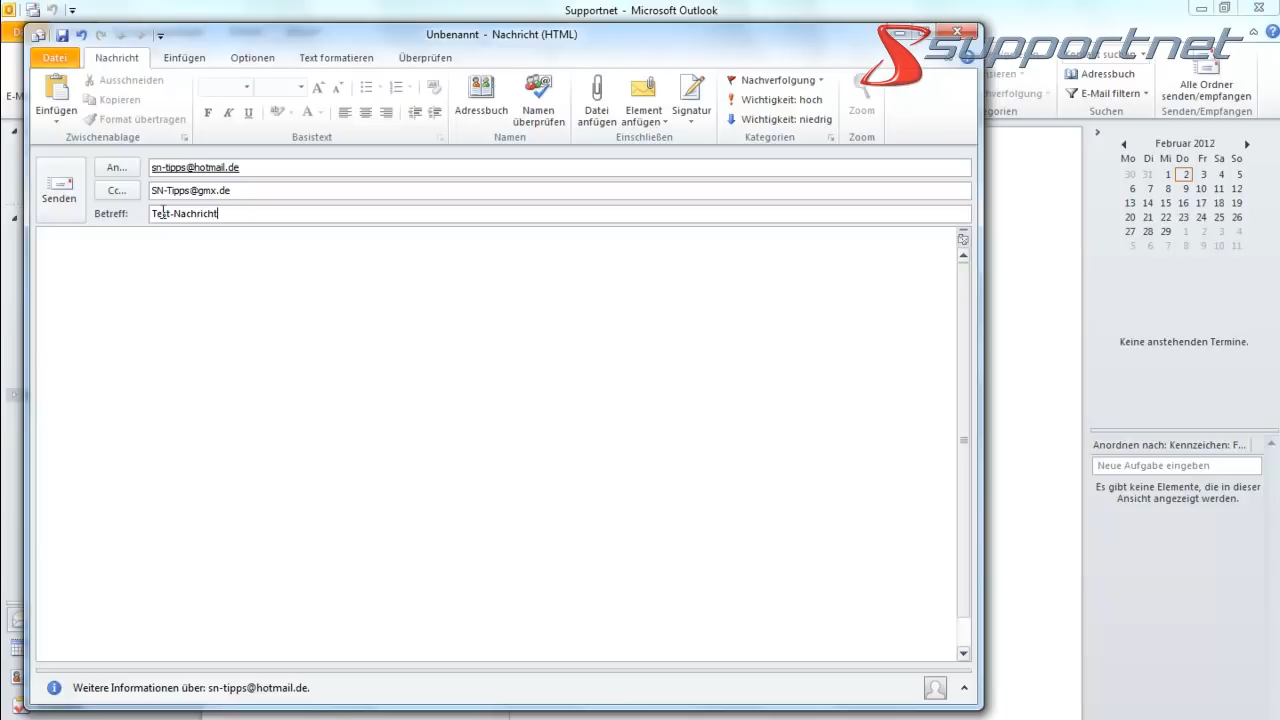 Supportnet - Microsoft Outlook
Unbenannt - Nachricht (HTML)
supportnet
Datei Nachricht Einfügen Optionen Text formatieren Überprüfen
Einfügen
Ausschneiden
Kopieren
Format übertragen
Zwischenablage
F K U
Basistext
Adressbuch
Namen überprüfen
Namen
Datei anfügen
Element anfügen
Signatur
Einschließen
Nachverfolgung
Wichtigkeit: hoch
Wichtigkeit: niedrig
Kategorien
Zoom
Zoom
Adressbuch
E-Mail filtern
Suchen
Alle Ordner
senden/empfangen
Senden/Empfangen
Senden
An... sn-tipps@hotmail.de
Cc... SN-Tipps@gmx.de
Betreff: Test-Nachricht
Februar 2012
Mo Di Mi Do Fr Sa So
30 31 1 2 3 4 5
6 7 8 9 10 11 12
13 14 15 16 17 18 19
20 21 22 23 24 25 26
27 28 29 1 2 3 4
5 6 7 8 9 10 11
Keine anstehenden Termine.
Anordnen nach: Kennzeichen: F...
Neue Aufgabe eingeben
Es gibt keine Elemente, die in dieser
Ansicht angezeigt werden.
Weitere Informationen über: sn-tipps@hotmail.de.